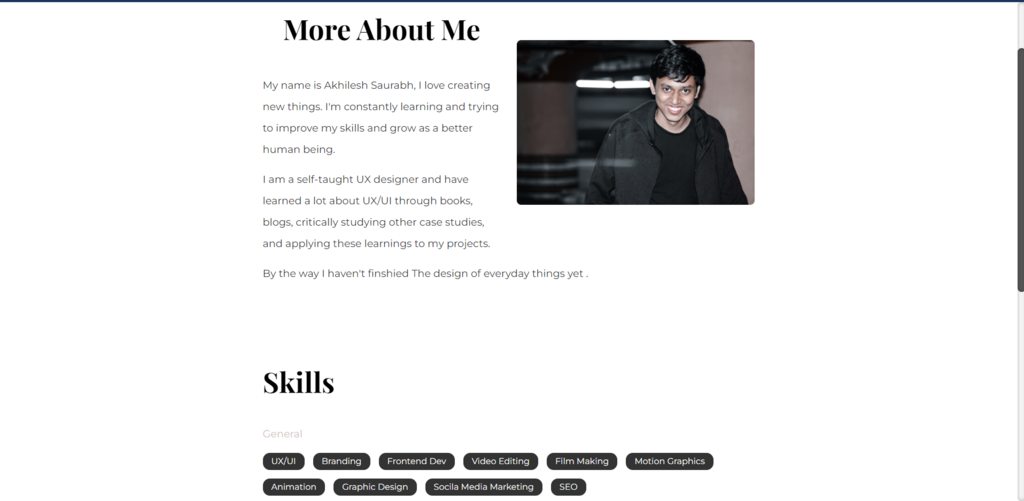 More About Me
My name is Akhilesh Saurabh, I love creating
new things. I'm constantly learning and trying
to improve my skills and grow as a better
human being.
I am a self-taught UX designer and have
learned a lot about UX/UI through books,
blogs, critically studying other case studies,
and applying these learnings to my projects.
By the way I haven't finshied The design of everyday things yet .
Skills
General
UX/UI Branding Frontend Dev Video Editing Film Making Motion Graphics
Animation Graphic Design Socila Media Marketing SEO